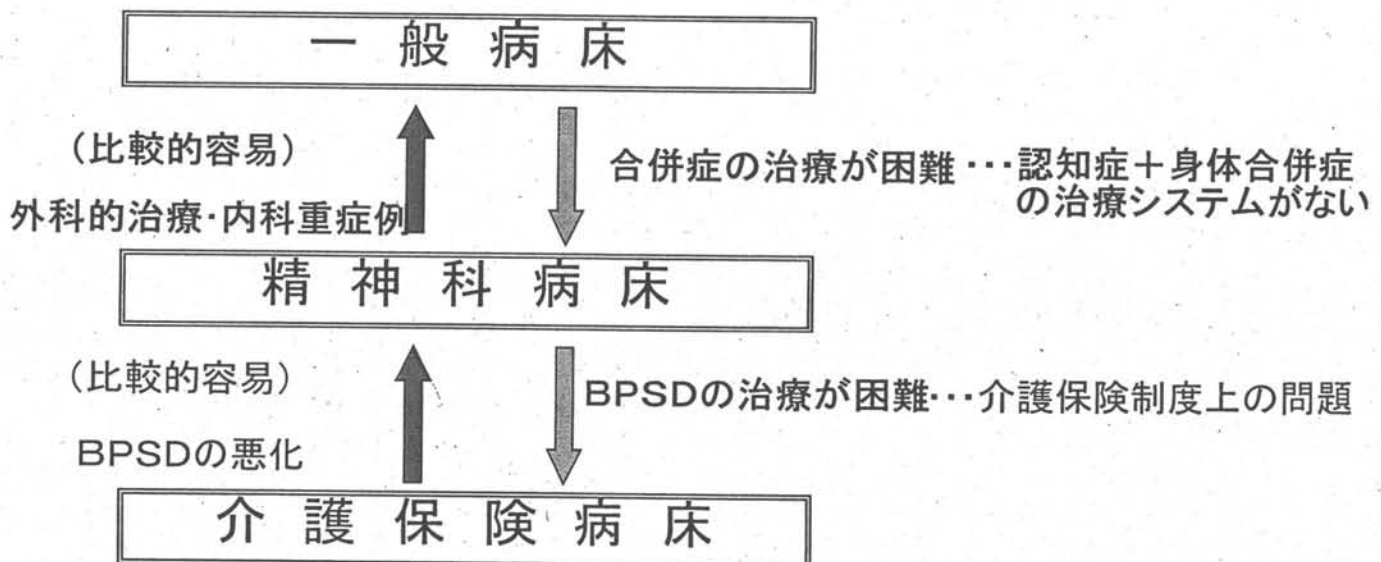 一般病床
(比較的容易)
外科的治療・内科重症例
合併症の治療が困難・・・認知症+身体合併症
の治療システムがない
精神科病床
(比較的容易)
BPSDの悪化
BPSDの治療が困難・・・介護保険制度上の問題
介護保険病床